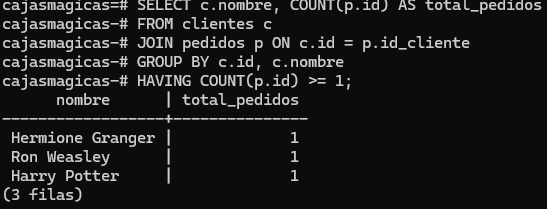 cajasmagicas-# SELECT c.nombre, COUNT(p.id) AS total_pedidos
cajasmagicas-# FROM clientes c
cajasmagicas-# JOIN pedidos p ON c.id = p.id_cliente
cajasmagicas-# GROUP BY c.id, c.nombre
cajasmagicas-# HAVING COUNT(p.id) >= 1;
      nombre      | total_pedidos
------------------+---------------
 Hermione Granger |             1
 Ron Weasley      |             1
 Harry Potter     |             1
(3 filas)